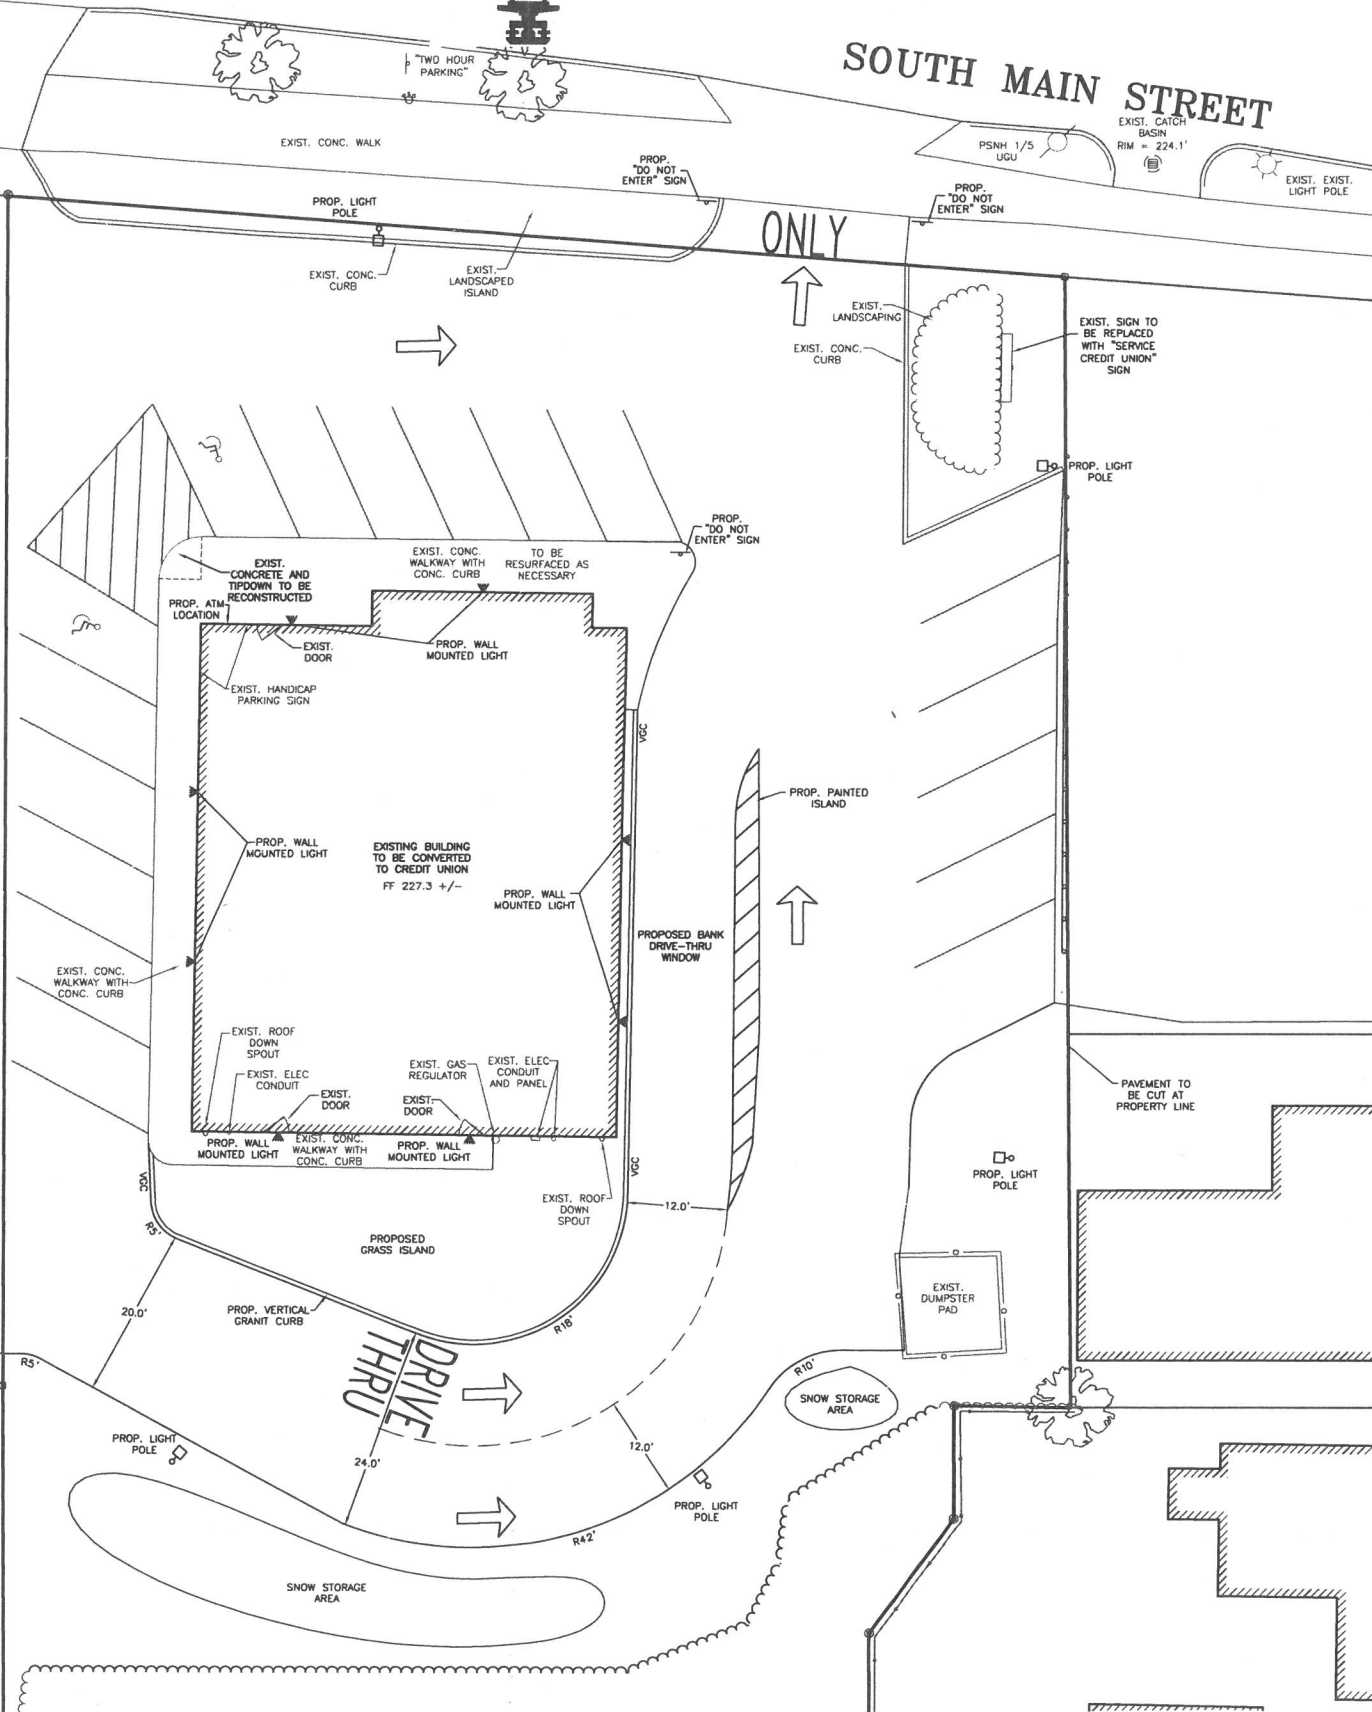 SOUTH MAIN STREET
"TWO HOUR
PARKING"
EXIST. CONC. WALK
EXIST. CATCH
BASIN
RIM = 224.1'
PSNH 1/5
UGU
EXIST. EXIST.
LIGHT POLE
PROP.
"DO NOT
ENTER" SIGN
PROP.
"DO NOT
ENTER" SIGN
PROP. LIGHT
POLE
ONLY
EXIST. CONC.
CURB
EXIST.
LANDSCAPED
ISLAND
EXIST.
LANDSCAPING
EXIST. CONC.
CURB
EXIST. SIGN TO
BE REPLACED
WITH "SERVICE
CREDIT UNION"
SIGN
PROP. LIGHT
POLE
PROP.
"DO NOT
ENTER" SIGN
EXIST.
CONCRETE AND
TIPDOWN TO BE
RECONSTRUCTED
EXIST. CONC.
WALKWAY WITH
CONC. CURB
TO BE
RESURFACED AS
NECESSARY
PROP. ATM
LOCATION
EXIST.
DOOR
PROP. WALL
MOUNTED LIGHT
EXIST. HANDICAP
PARKING SIGN
VGC
PROP. PAINTED
ISLAND
PROP. WALL
MOUNTED LIGHT
EXISTING BUILDING
TO BE CONVERTED
TO CREDIT UNION
FF 227.3 +/-
PROP. WALL
MOUNTED LIGHT
PROPOSED BANK
DRIVE-THRU
WINDOW
EXIST. CONC.
WALKWAY WITH
CONC. CURB
EXIST. ROOF
DOWN
SPOUT
EXIST. ELEC
CONDUIT
EXIST.
DOOR
EXIST. GAS
REGULATOR
EXIST. ELEC
CONDUIT
AND PANEL
EXIST.
DOOR
PAVEMENT TO
BE CUT AT
PROPERTY LINE
PROP. WALL
MOUNTED LIGHT
EXIST. CONC.
WALKWAY WITH
CONC. CURB
PROP. WALL
MOUNTED LIGHT
VGC
VGC
PROP. LIGHT
POLE
EXIST. ROOF
DOWN
SPOUT
12.0'
R5'
PROPOSED
GRASS ISLAND
20.0'
PROP. VERTICAL
GRANIT CURB
R18'
EXIST.
DUMPSTER
PAD
R5'
DRIVE
THRU
R10'
SNOW STORAGE
AREA
PROP. LIGHT
POLE
24.0'
12.0'
PROP. LIGHT
POLE
R42'
SNOW STORAGE
AREA